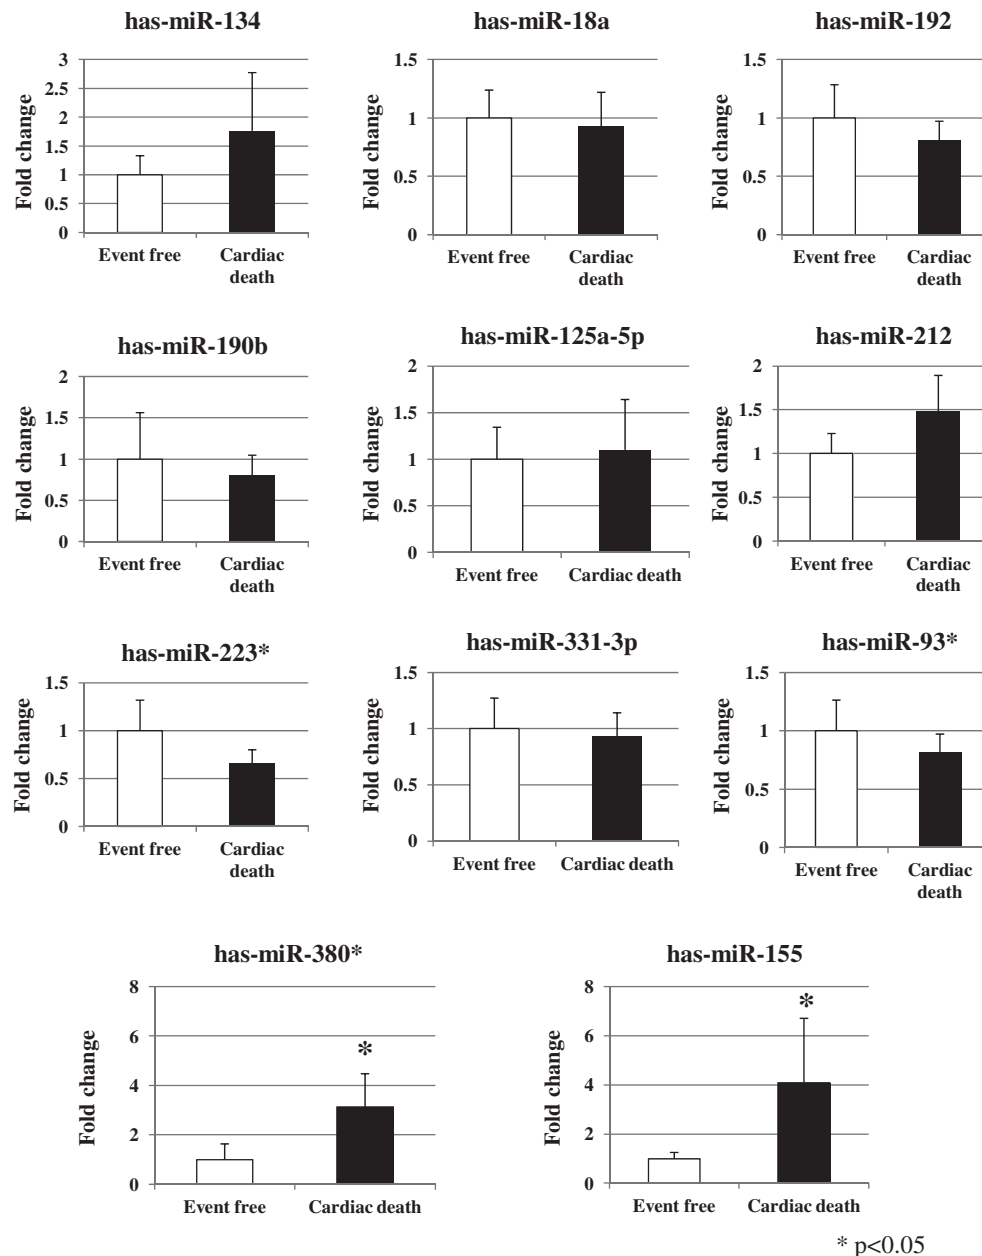 has-miR-134
Fold change
3
2.5
2
1.5
1
0.5
0
Event free
Cardiac
death
has-miR-18a
Fold change
1.5
1
0.5
0
Event free
Cardiac
death
has-miR-192
Fold change
1.5
1
0.5
0
Event free
Cardiac
death
has-miR-190b
Fold change
2
1.5
1
0.5
0
Event free
Cardiac
death
has-miR-125a-5p
Fold change
2
1.5
1
0.5
0
Event free
Cardiac death
has-miR-212
Fold change
2
1.5
1
0.5
0
Event free
Cardiac
death
has-miR-223*
Fold change
1.5
1
0.5
0
Event free
Cardiac
death
has-miR-331-3p
Fold change
1.5
1
0.5
0
Event free
Cardiac death
has-miR-93*
Fold change
1.5
1
0.5
0
Event free
Cardiac
death
has-miR-380*
Fold change
8
6
4
2
0
*
Event free
Cardiac death
has-miR-155
Fold change
8
6
4
2
0
*
Event free
Cardiac death
* p<0.05